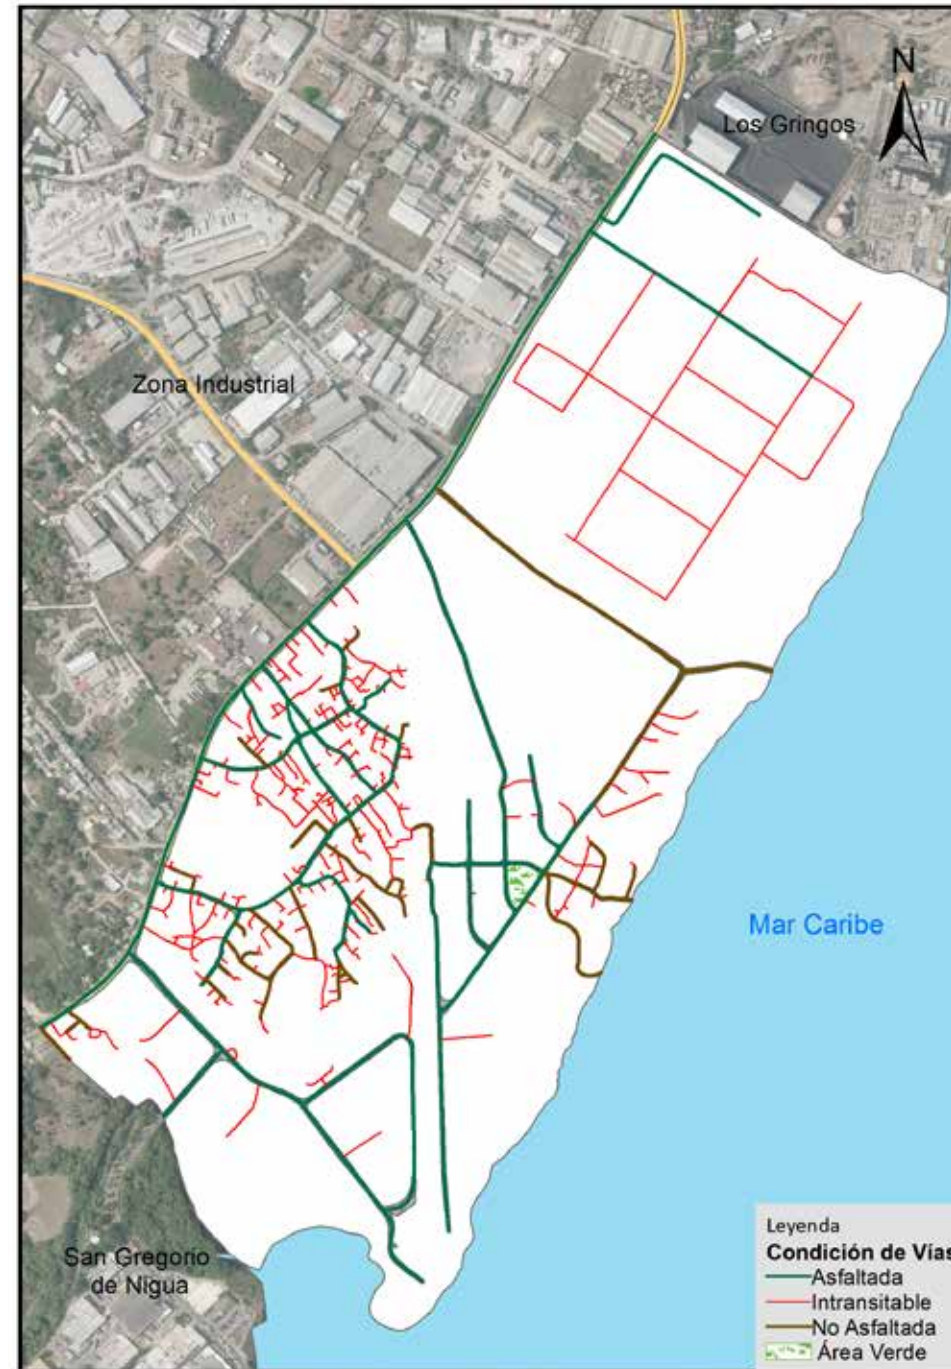 N
Los Gringos
Zona Industrial
Mar Caribe
San Gregorio
de Nigua
Leyenda
Condición de Vías
Asfaltada
Intransitable
No Asfaltada
Área Verde